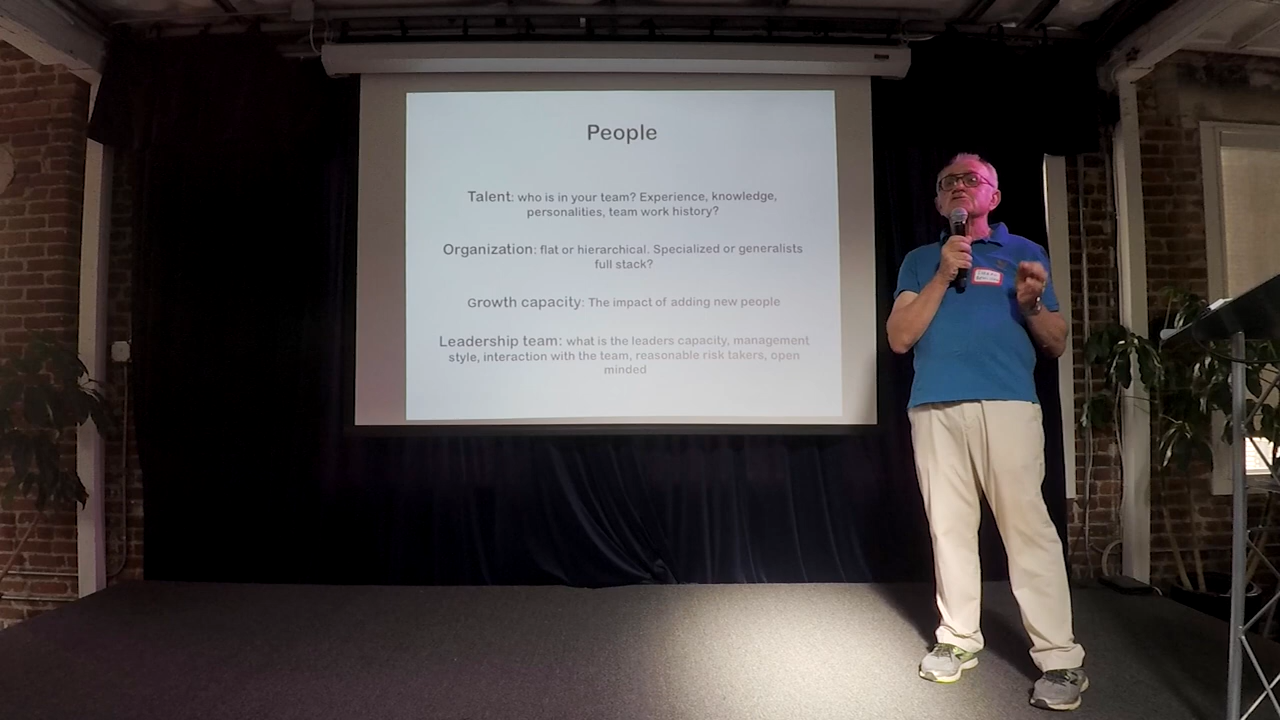 People
Talent: who is in your team? Experience, knowledge,
personalities, team work history?
Organization: flat or hierarchical. Specialized or generalists
full stack?
Growth capacity: The impact of adding new people
Leadership team: what is the leaders capacity, management
style, interaction with the team, reasonable risk takers, open
minded